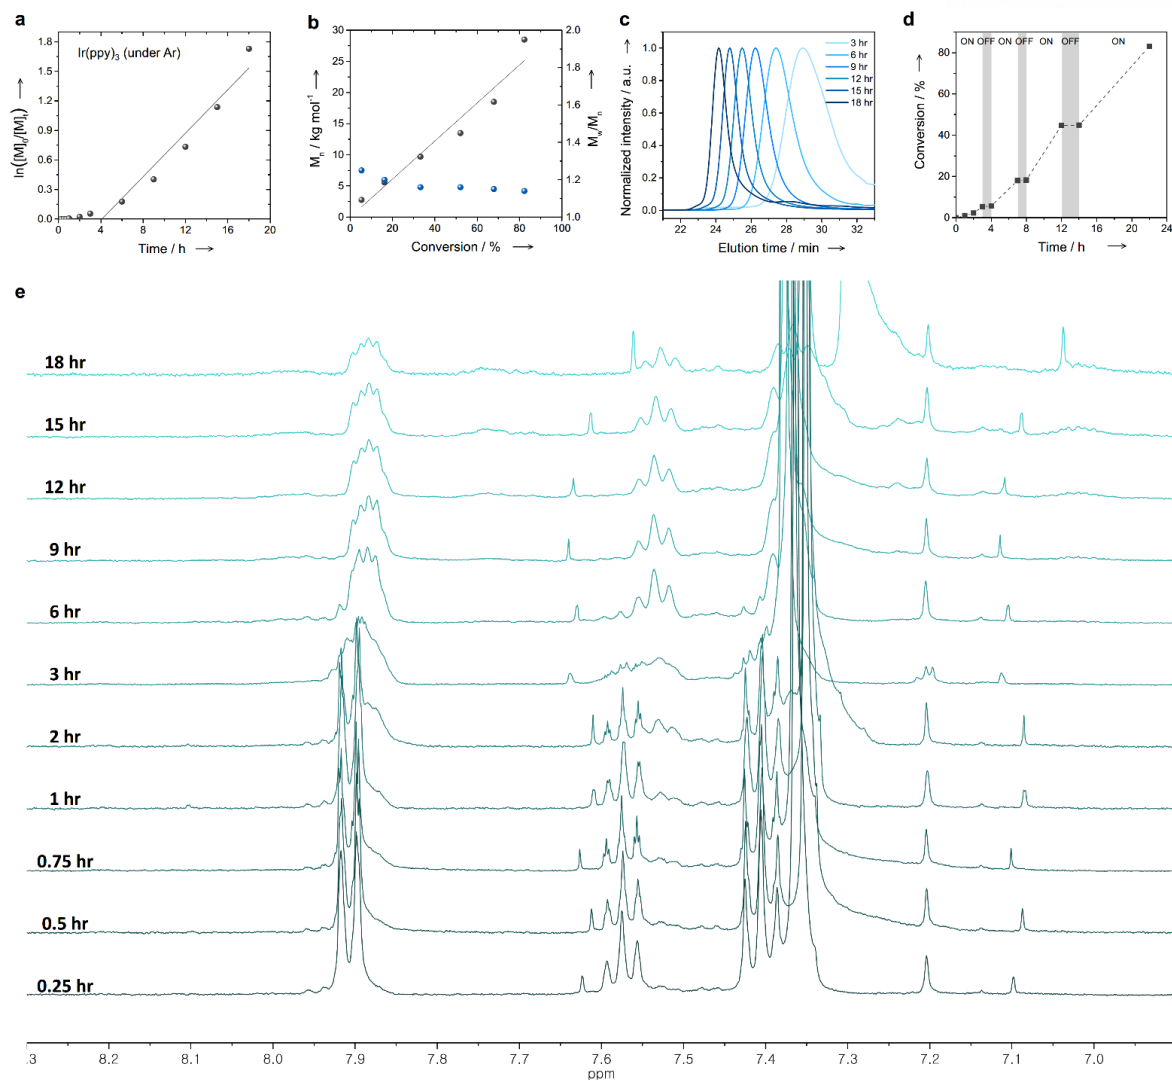 a
Ir(ppy)₃ (under Ar)
ln([M]₀/[M]ₜ)
1.8
1.5
1.2
0.9
0.6
0.3
0.0
0 4 8 12 16 20
Time / h
b
Mₙ / kg mol⁻¹
30
25
20
15
10
5
0
2.0
1.8
1.6
1.4
1.2
1.0
M_w/Mₙ
0 20 40 60 80 100
Conversion / %
c
Normalized intensity / a.u.
1.0
0.8
0.6
0.4
0.2
0.0
3 hr
6 hr
9 hr
12 hr
15 hr
18 hr
22 24 26 28 30 32
Elution time / min
d
ON OFF ON OFF ON OFF ON
Conversion / %
80
60
40
20
0
0 4 8 12 16 20 24
Time / h
e
18 hr
15 hr
12 hr
9 hr
6 hr
3 hr
2 hr
1 hr
0.75 hr
0.5 hr
0.25 hr
.3 8.2 8.1 8.0 7.9 7.8 7.7 7.6 7.5 7.4 7.3 7.2 7.1 7.0
ppm